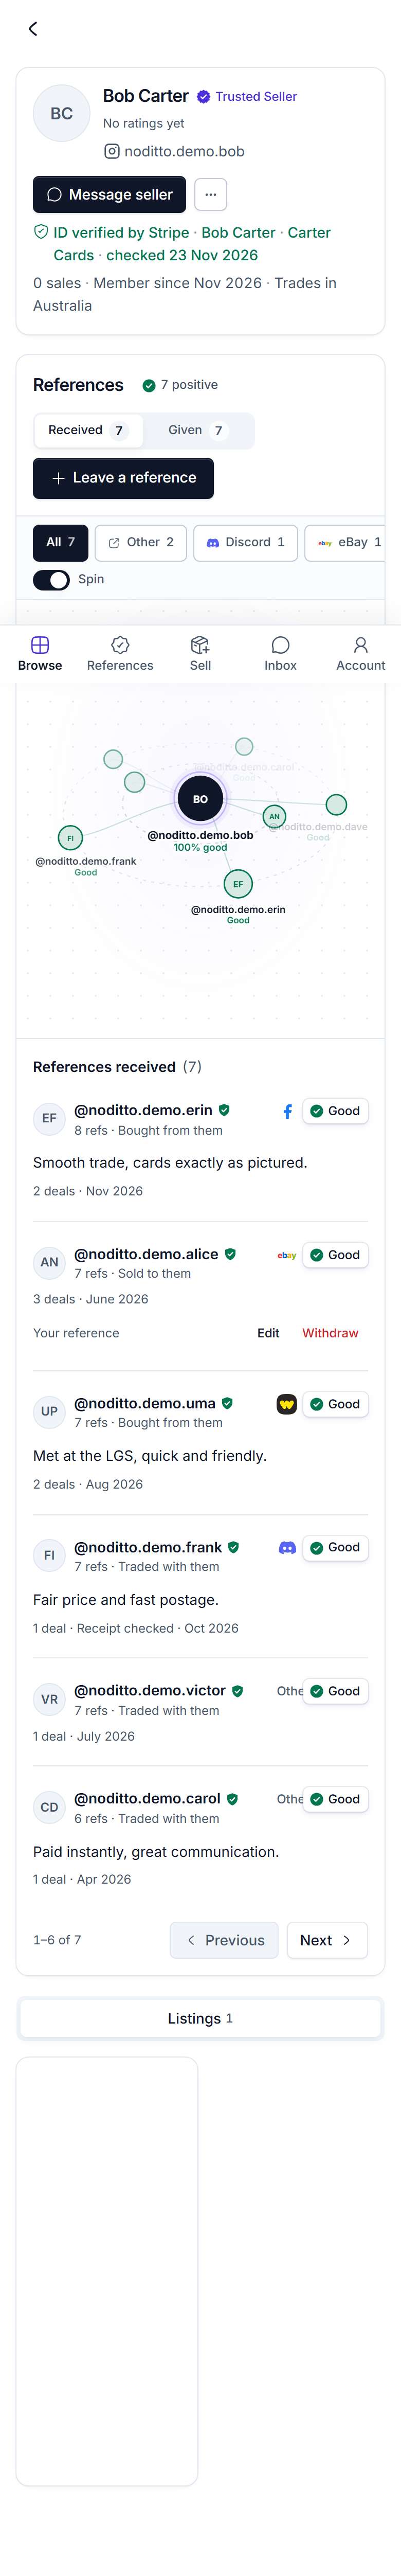 BC
Bob Carter
Trusted Seller
No ratings yet
noditto.demo.bob
Message seller
ID verified by Stripe · Bob Carter · Carter
Cards · checked 23 Nov 2026
0 sales · Member since Nov 2026 · Trades in
Australia
References
7 positive
Received 7
Given 7
Leave a reference
All 7
Other 2
Discord 1
ebay eBay 1
Spin
Browse
References
Sell
Inbox
Account
@noditto.demo.carol
Good
BO
AN
@noditto.demo.dave
Good
@noditto.demo.bob
100% good
FI
@noditto.demo.frank
Good
EF
@noditto.demo.erin
Good
References received (7)
EF
@noditto.demo.erin
Good
8 refs · Bought from them
Smooth trade, cards exactly as pictured.
2 deals · Nov 2026
AN
@noditto.demo.alice
ebay
Good
7 refs · Sold to them
3 deals · June 2026
Your reference
Edit
Withdraw
UP
@noditto.demo.uma
Good
7 refs · Bought from them
Met at the LGS, quick and friendly.
2 deals · Aug 2026
FI
@noditto.demo.frank
Good
7 refs · Traded with them
Fair price and fast postage.
1 deal · Receipt checked · Oct 2026
VR
@noditto.demo.victor
Othe
Good
7 refs · Traded with them
1 deal · July 2026
CD
@noditto.demo.carol
Othe
Good
6 refs · Traded with them
Paid instantly, great communication.
1 deal · Apr 2026
1–6 of 7
Previous
Next
Listings 1